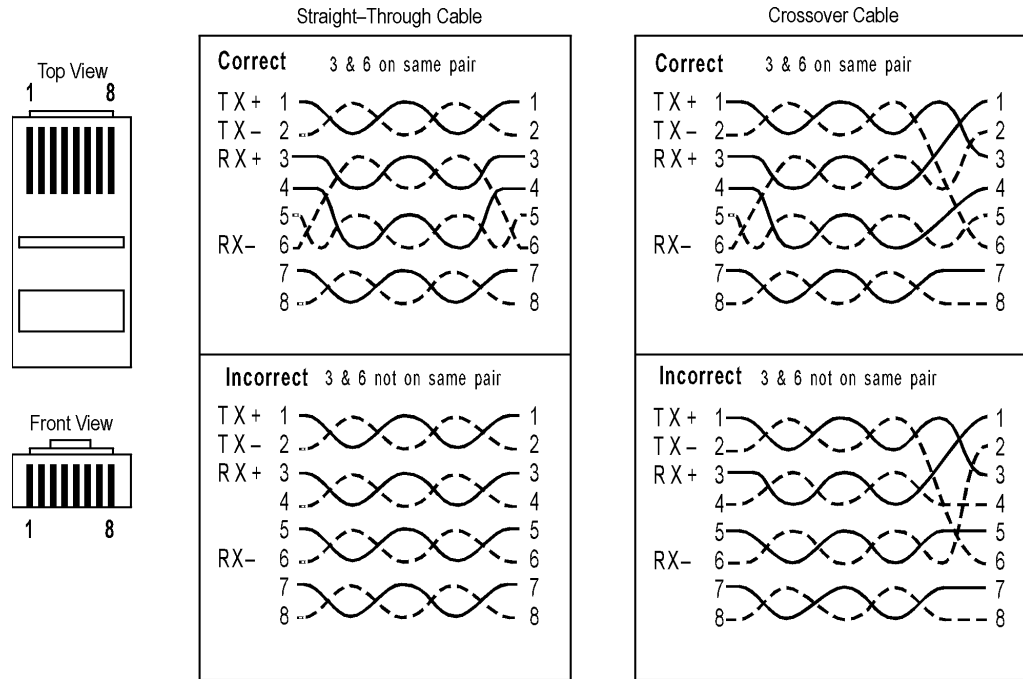 Straight–Through Cable
Crossover Cable
Top View
1 8
Front View
1 8
Correct 3 & 6 on same pair
TX+ 1 1
TX– 2 2
RX+ 3 3
4 4
5 5
RX– 6 6
7 7
8 8
Incorrect 3 & 6 not on same pair
TX+ 1 1
TX– 2 2
RX+ 3 3
4 4
5 5
RX– 6 6
7 7
8 8
Correct 3 & 6 on same pair
TX+ 1 1
TX– 2 2
RX+ 3 3
4 4
5 5
RX– 6 6
7 7
8 8
Incorrect 3 & 6 not on same pair
TX+ 1 1
TX– 2 2
RX+ 3 3
4 4
5 5
RX– 6 6
7 7
8 8